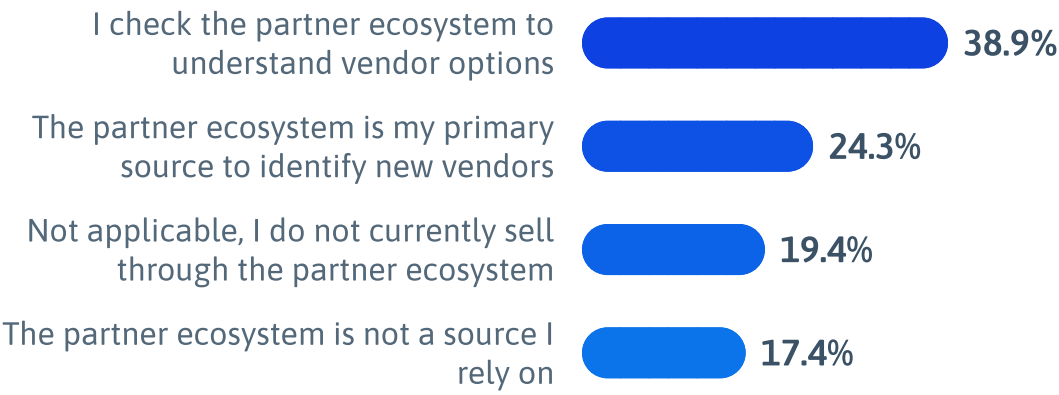 I check the partner ecosystem to
understand vendor options
38.9%
The partner ecosystem is my primary
source to identify new vendors
24.3%
Not applicable, I do not currently sell
through the partner ecosystem
19.4%
The partner ecosystem is not a source I
rely on
17.4%